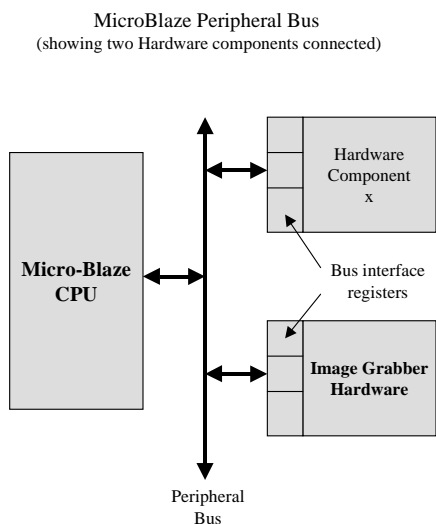 MicroBlaze Peripheral Bus
(showing two Hardware components connected)
Hardware
Component
x
Micro-Blaze
CPU
Bus interface
registers
Image Grabber
Hardware
Peripheral
Bus